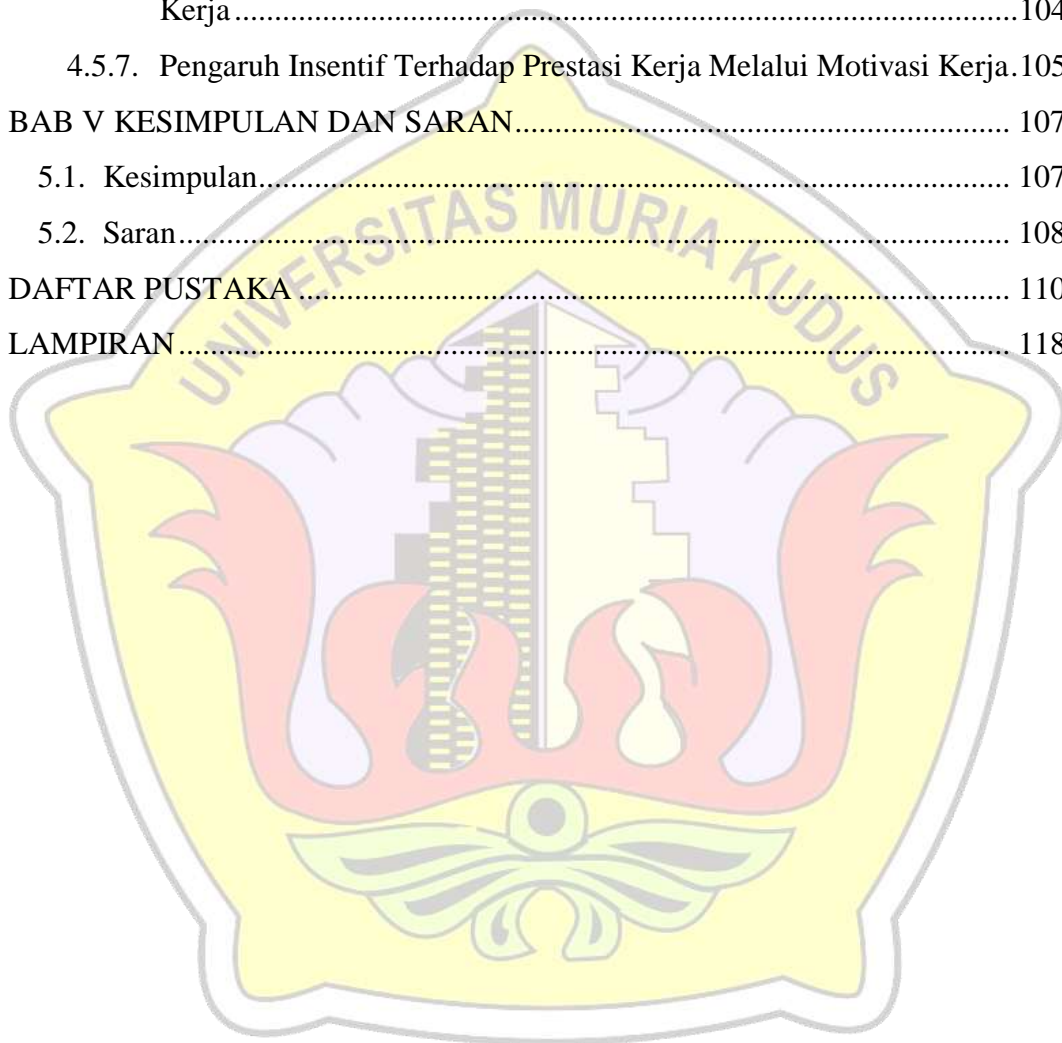 Kerja.......................................................................................104
4.5.7. Pengaruh Insentif Terhadap Prestasi Kerja Melalui Motivasi Kerja.105
BAB V KESIMPULAN DAN SARAN....................................................... 107
5.1. Kesimpulan................................................................................... 107
5.2. Saran............................................................................................ 108
DAFTAR PUSTAKA............................................................................... 110
LAMPIRAN............................................................................................ 118
UNIVERSITAS MURIA KUDUS